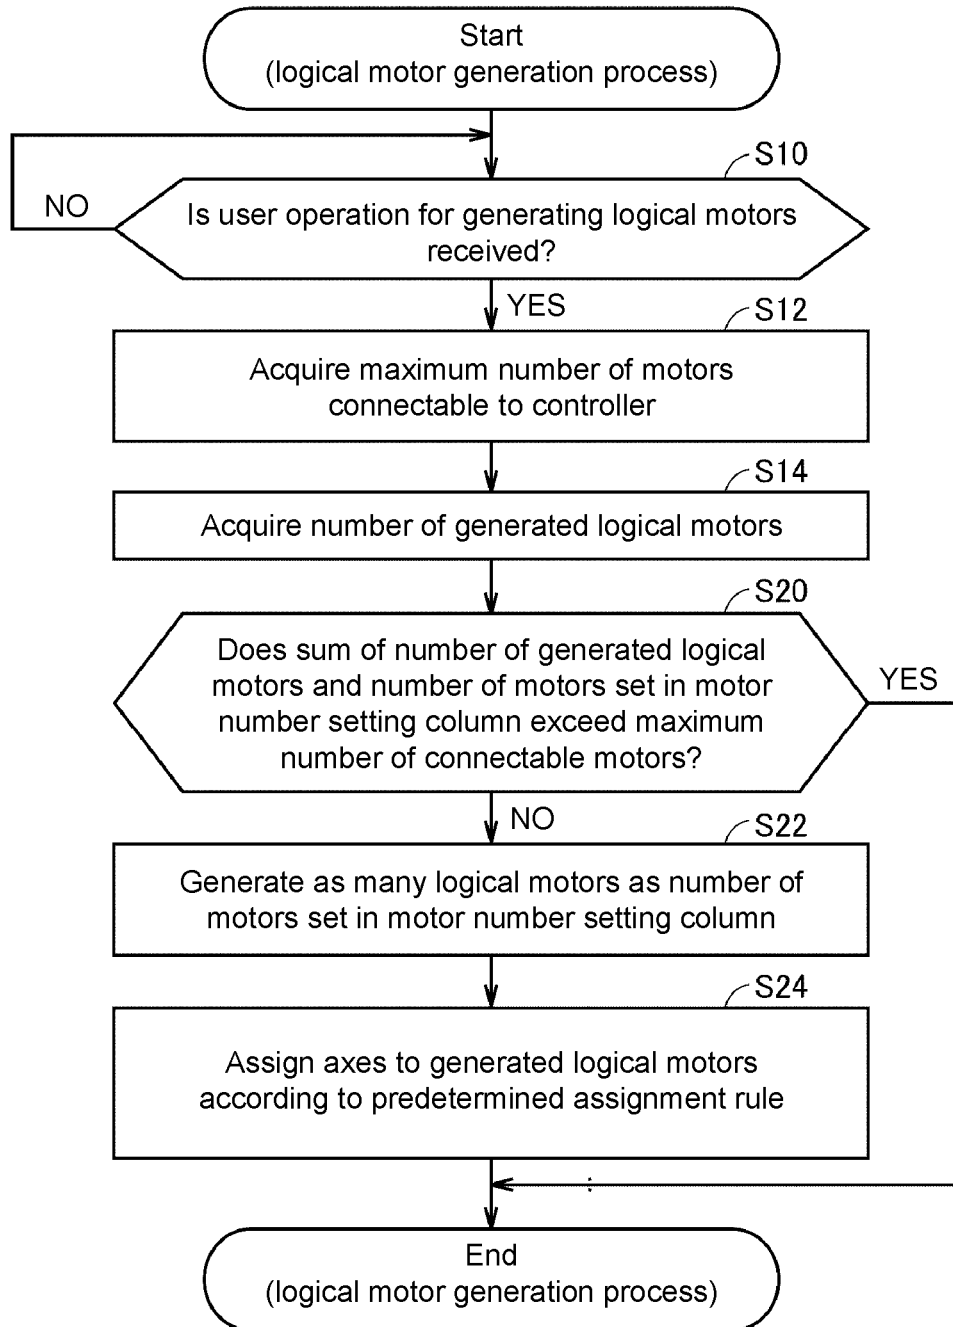 Start
(logical motor generation process)
S10
NO
Is user operation for generating logical motors
received?
YES
S12
Acquire maximum number of motors
connectable to controller
S14
Acquire number of generated logical motors
S20
Does sum of number of generated logical
motors and number of motors set in motor
number setting column exceed maximum
number of connectable motors?
YES
NO
S22
Generate as many logical motors as number of
motors set in motor number setting column
S24
Assign axes to generated logical motors
according to predetermined assignment rule
End
(logical motor generation process)